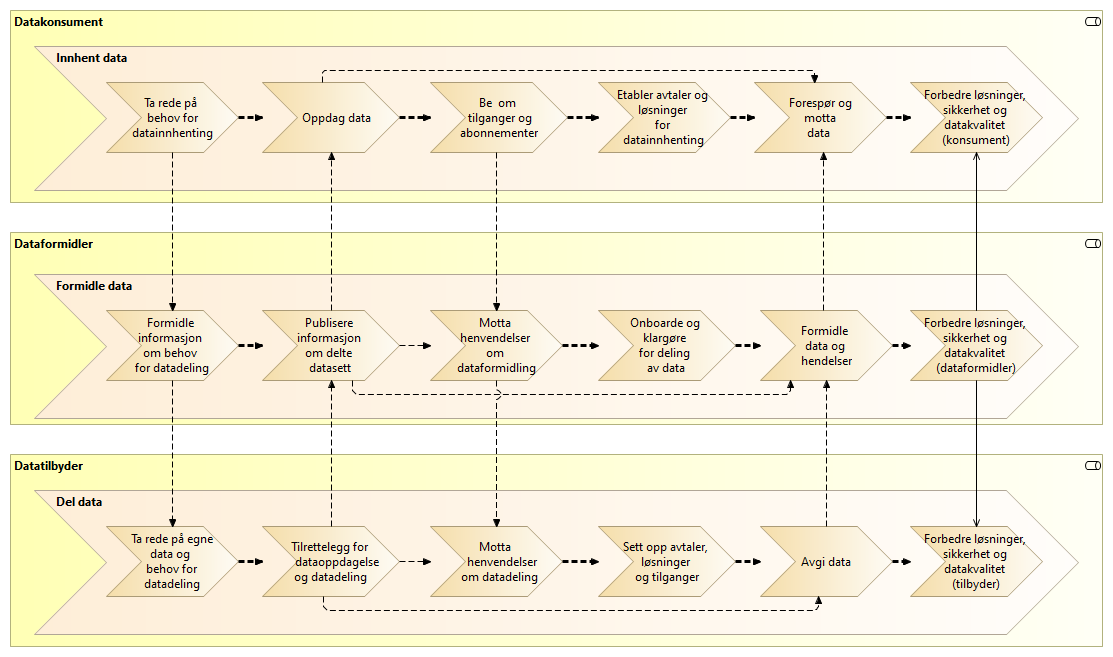 Datakonsument
Innhent data
Ta rede på
behov for
datainnhenting
Oppdag data
Be om
tilganger og
abonnementer
Etabler avtaler og
løsninger
for
datainnhenting
Forespør og
motta
data
Forbedre løsninger,
sikkerhet og
datakvalitet
(konsument)
Dataformidler
Formidle data
Formidle
informasjon
om behov
for datadeling
Publisere
informasjon
om delte
datasett
Motta
henvendelser
om
dataformidling
Onboarde og
klargøre
for deling
av data
Formidle
data og
hendelser
Forbedre løsninger,
sikkerhet og
datakvalitet
(dataformidler)
Datatilbyder
Del data
Ta rede på egne
data og
behov for
datadeling
Tilrettelegg for
dataoppdagelse
og datadeling
Motta
henvendelser
om datadeling
Sett opp avtaler,
løsninger
og tilganger
Avgi data
Forbedre løsninger,
sikkerhet og
datakvalitet
(tilbyder)